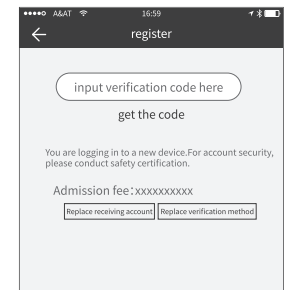 A&AT 16:59
register
input verification code here
get the code
You are logging in to a new device.For account security,
please conduct safety certification.
Admission fee:xxxxxxxxxx
Replace receiving account Replace verification method